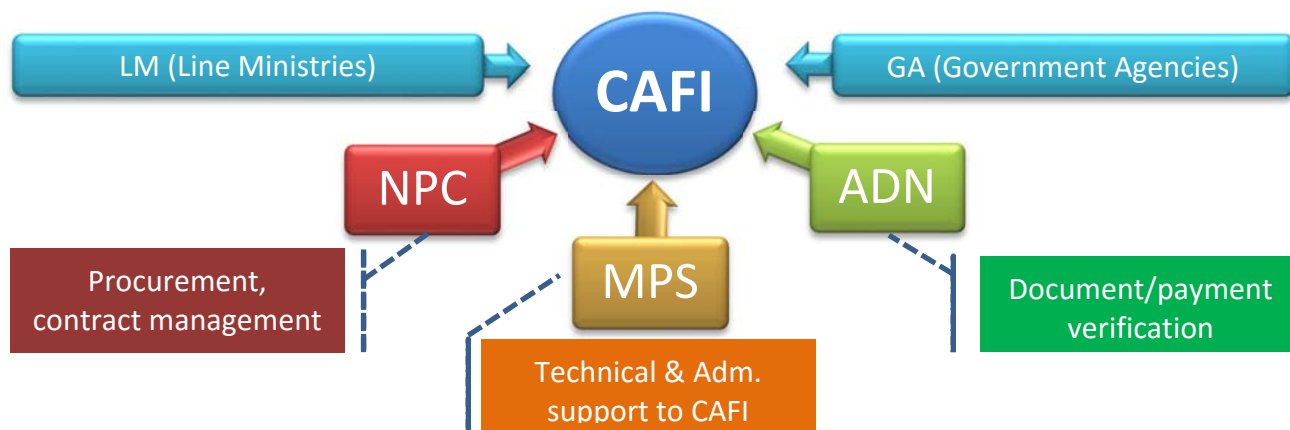 LM (Line Ministries)
CAFI
GA (Government Agencies)
NPC
ADN
MPS
Procurement,
contract management
Document/payment
verification
Technical & Adm.
support to CAFI